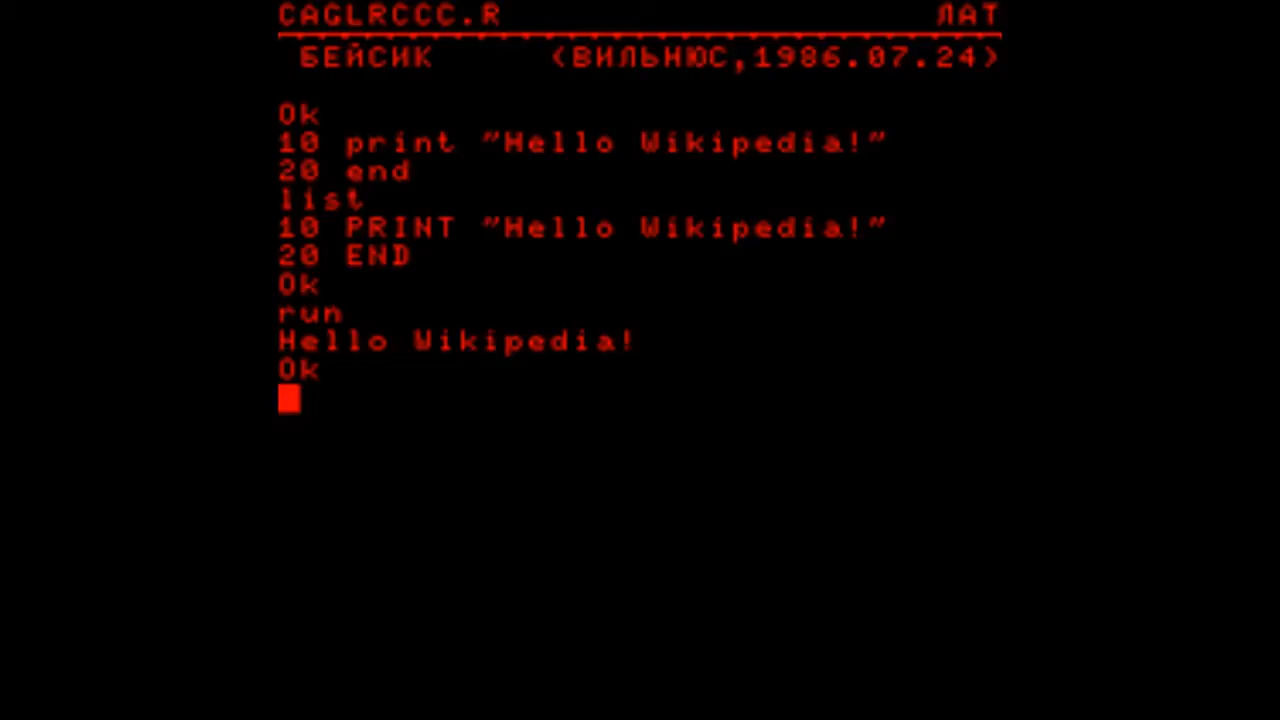 CAGLRCCC.R ЛАТ
БЕЙСИК <ВИЛЬНЮС,1986.07.24>
Ok
10 print "Hello Wikipedia!"
20 end
list
10 PRINT "Hello Wikipedia!"
20 END
Ok
run
Hello Wikipedia!
Ok